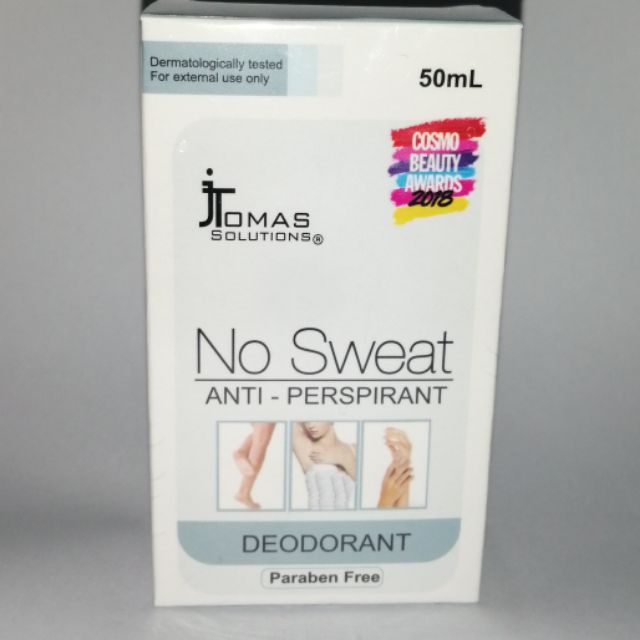 Dermatologically tested
For external use only
50mL
COSMO
BEAUTY
AWARDS
2018
JTOMAS
SOLUTIONS®
No Sweat
ANTI - PERSPIRANT
DEODORANT
Paraben Free